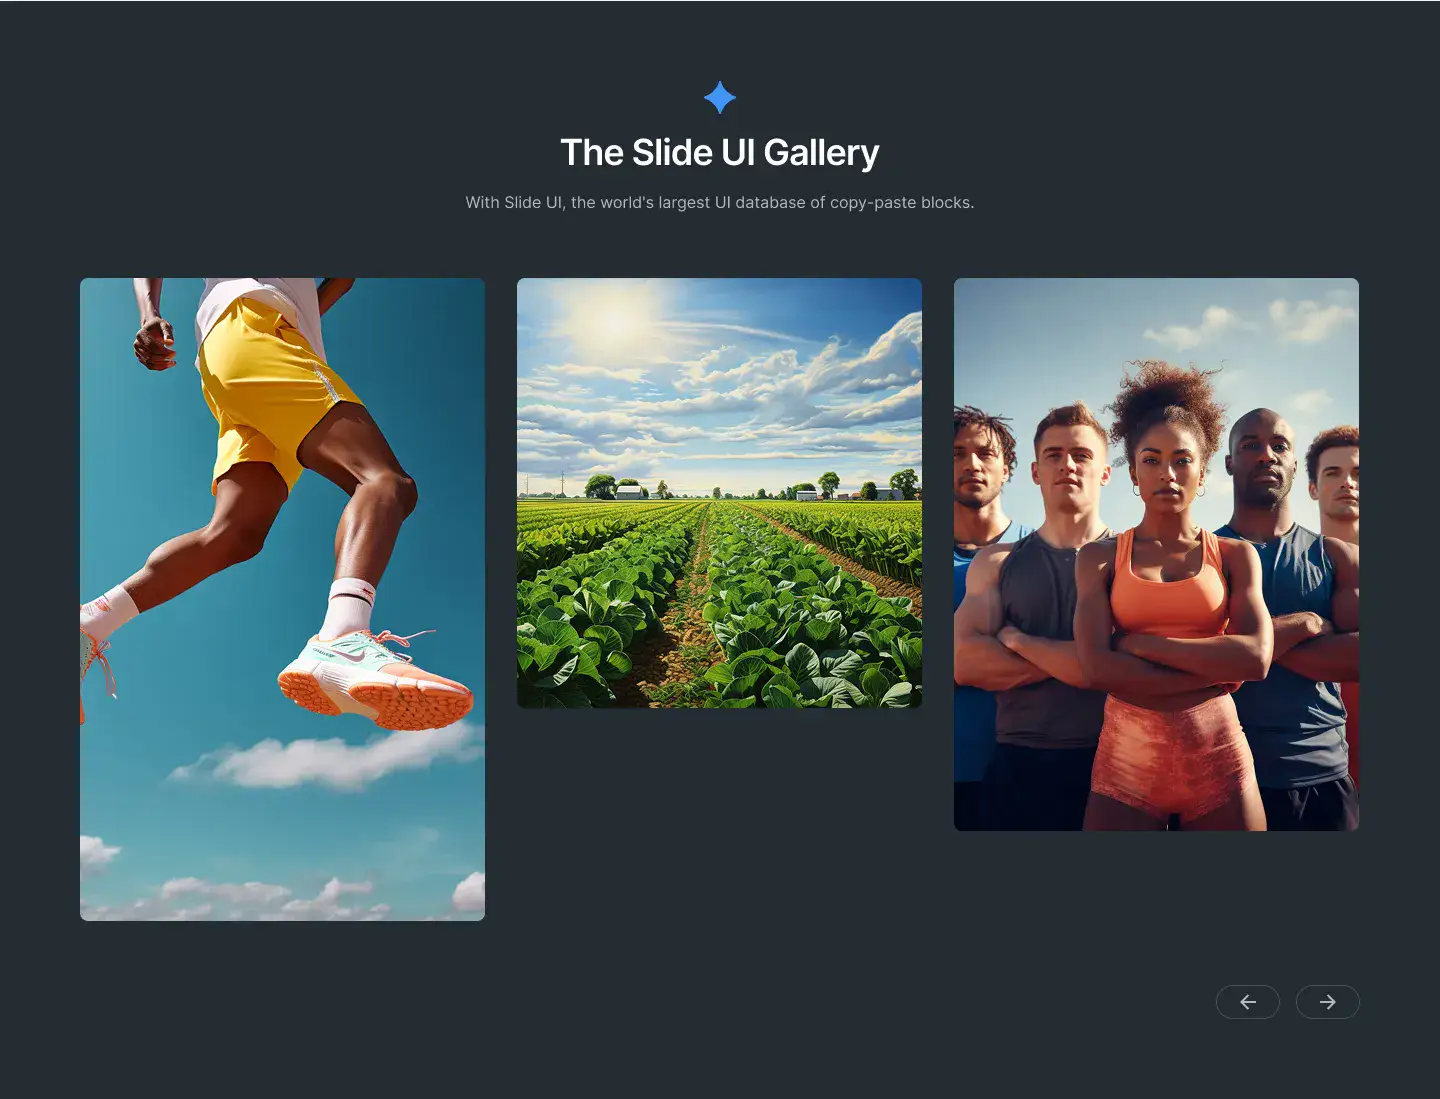 The Slide UI Gallery
With Slide UI, the world's largest UI database of copy-paste blocks.